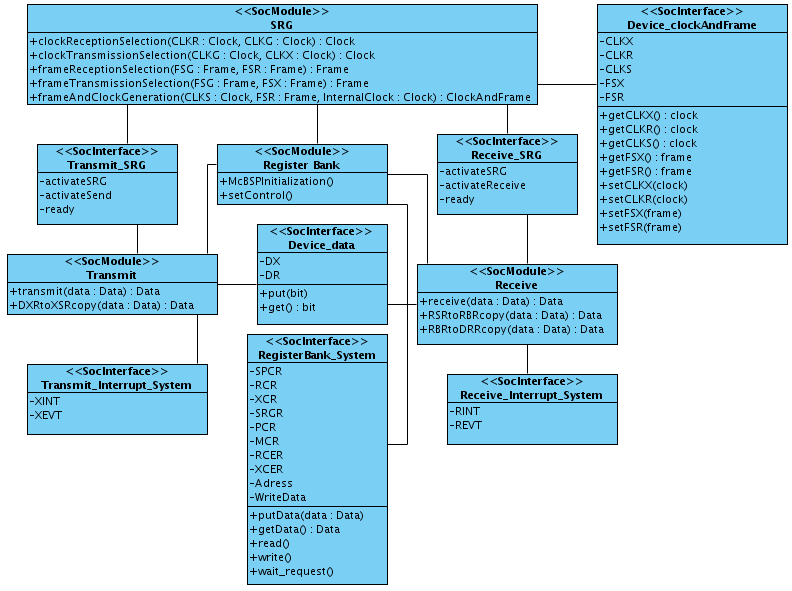 <<SocModule>>
SRG
+clockReceptionSelection(CLKR : Clock, CLKG : Clock) : Clock
+clockTransmissionSelection(CLKG : Clock, CLKX : Clock) : Clock
+frameReceptionSelection(FSG : Frame, FSR : Frame) : Frame
+frameTransmissionSelection(FSG : Frame, FSX : Frame) : Frame
+frameAndClockGeneration(CLKS : Clock, FSR : Frame, InternalClock : Clock) : ClockAndFrame
<<SocInterface>>
Device_clockAndFrame
-CLKX
-CLKR
-CLKS
-FSX
-FSR
+getCLKX() : clock
+getCLKR() : clock
+getCLKS() : clock
+getFSX() : frame
+getFSR() : frame
+setCLKX(clock)
+setCLKR(clock)
+setFSX(frame)
+setFSR(frame)
<<SocInterface>>
Transmit_SRG
-activateSRG
-activateSend
-ready
<<SocModule>>
Register Bank
+McBSPInitialization()
+setControl()
<<SocInterface>>
Receive_SRG
-activateSRG
-activateReceive
-ready
<<SocInterface>>
Device_data
-DX
-DR
+put(bit)
+get() : bit
<<SocModule>>
Transmit
+transmit(data : Data) : Data
+DXRtoXSRcopy(data : Data) : Data
<<SocModule>>
Receive
+receive(data : Data) : Data
+RSRtoRBRcopy(data : Data) : Data
+RBRtoDRRcopy(data : Data) : Data
<<SocInterface>>
Transmit_Interrupt_System
-XINT
-XEVT
<<SocInterface>>
RegisterBank_System
-SPCR
-RCR
-XCR
-SRGR
-PCR
-MCR
-RCER
-XCER
-Adress
-WriteData
+putData(data : Data)
+getData() : Data
+read()
+write()
+wait_request()
<<SocInterface>>
Receive_Interrupt_System
-RINT
-REVT